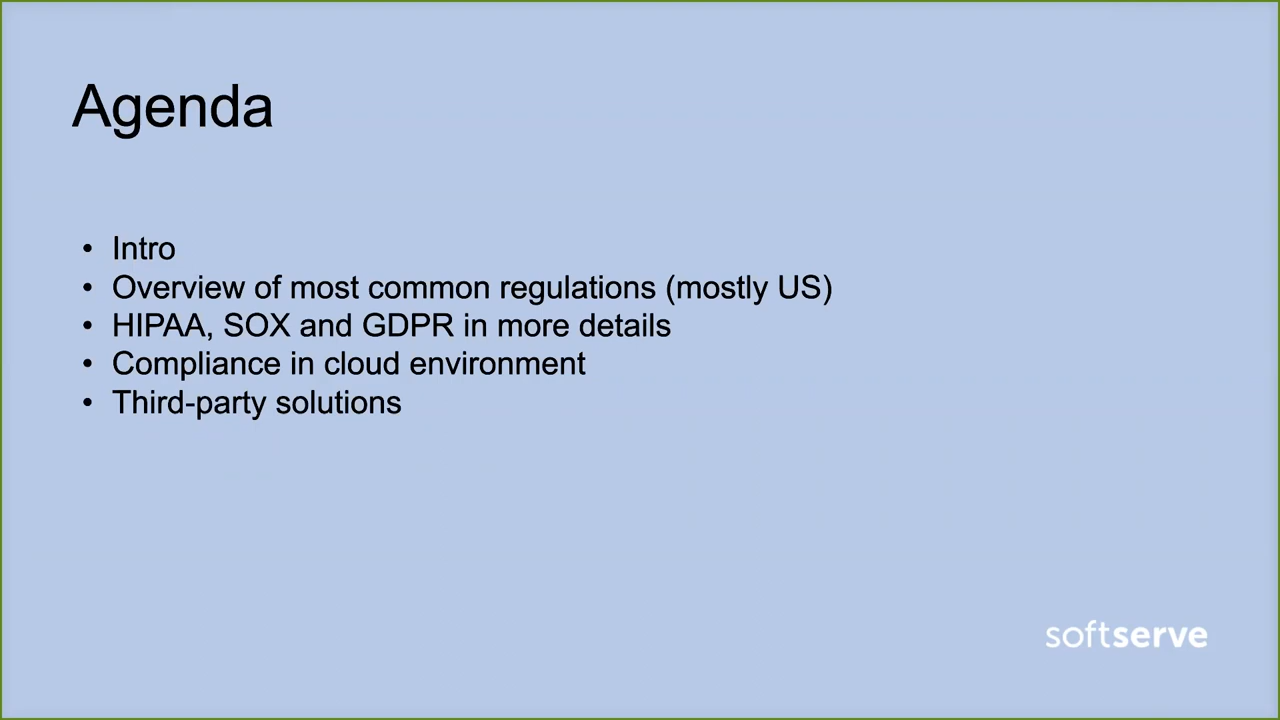 Agenda
• Intro
• Overview of most common regulations (mostly US)
• HIPAA, SOX and GDPR in more details
• Compliance in cloud environment
• Third-party solutions
softserve